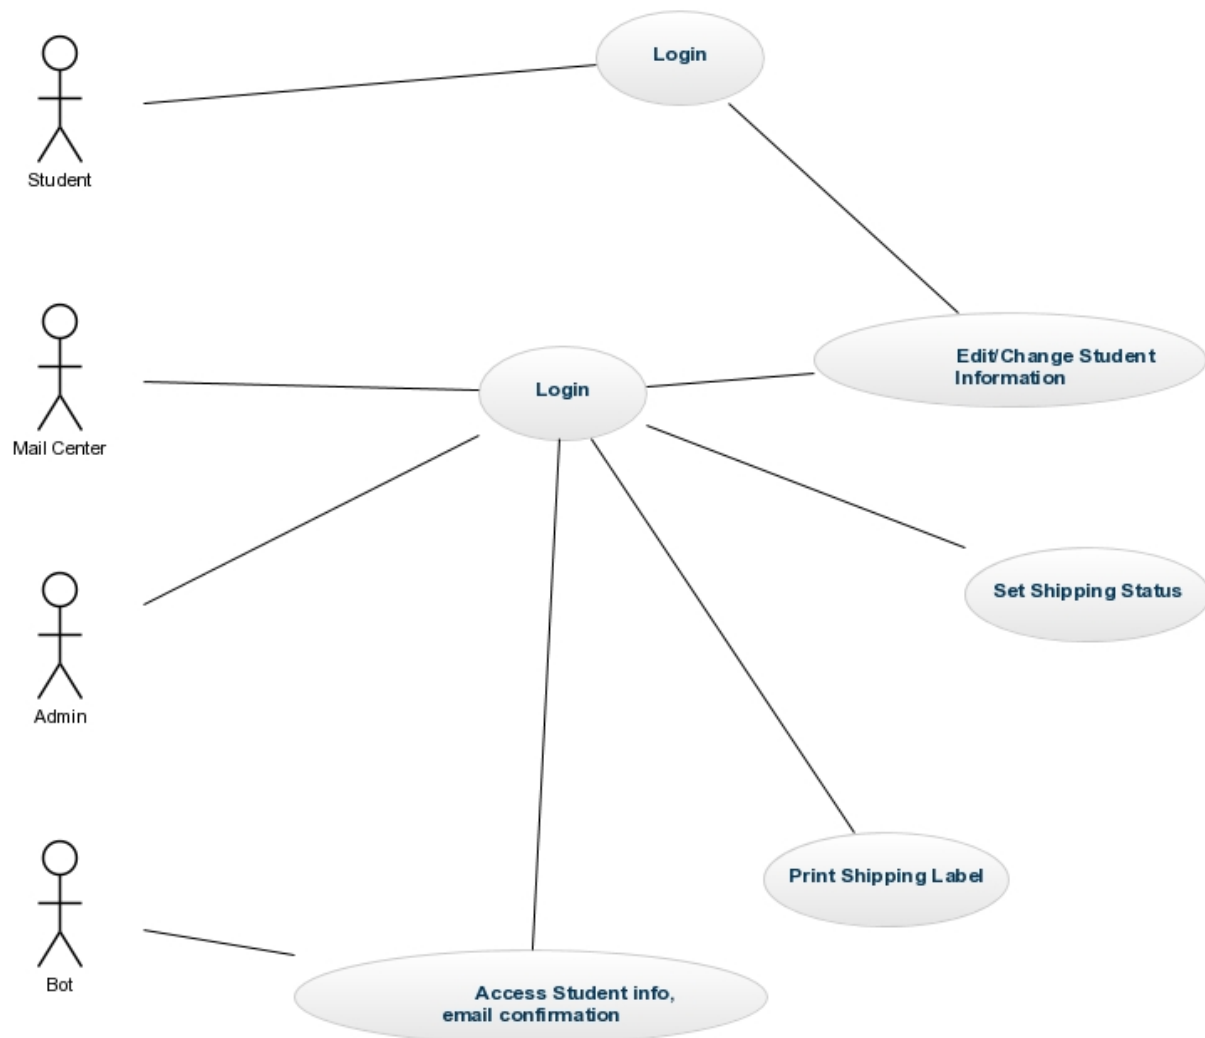 Login
Student
Edit/Change Student
Information
Login
Mail Center
Set Shipping Status
Admin
Print Shipping Label
Bot
Access Student info,
email confirmation